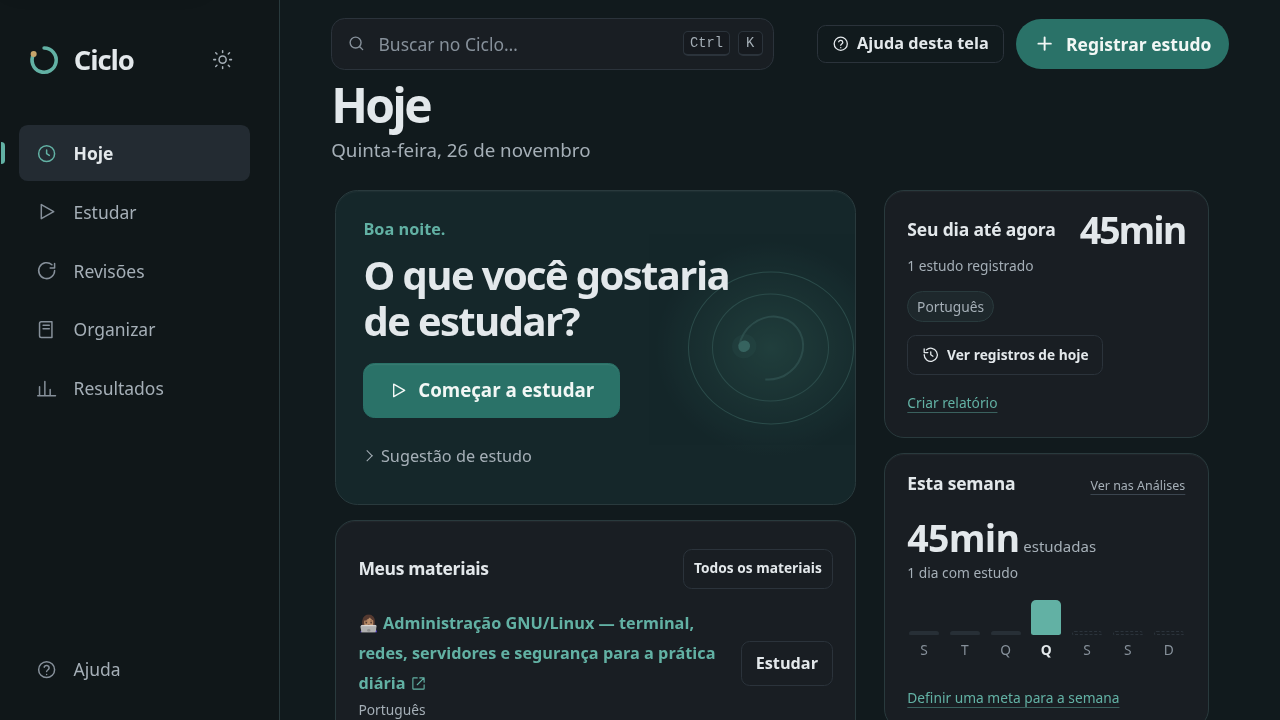 Ciclo
Hoje
Estudar
Revisões
Organizar
Resultados
Ajuda
Buscar no Ciclo...
Ctrl K
Ajuda desta tela
Registrar estudo
Hoje
Quinta-feira, 26 de novembro
Boa noite.
O que você gostaria
de estudar?
Começar a estudar
Sugestão de estudo
Meus materiais
Todos os materiais
Administração GNU/Linux — terminal,
redes, servidores e segurança para a prática
diária
Português
Estudar
Seu dia até agora
45min
1 estudo registrado
Português
Ver registros de hoje
Criar relatório
Esta semana
Ver nas Análises
45min estudadas
1 dia com estudo
S T Q Q S S D
Definir uma meta para a semana